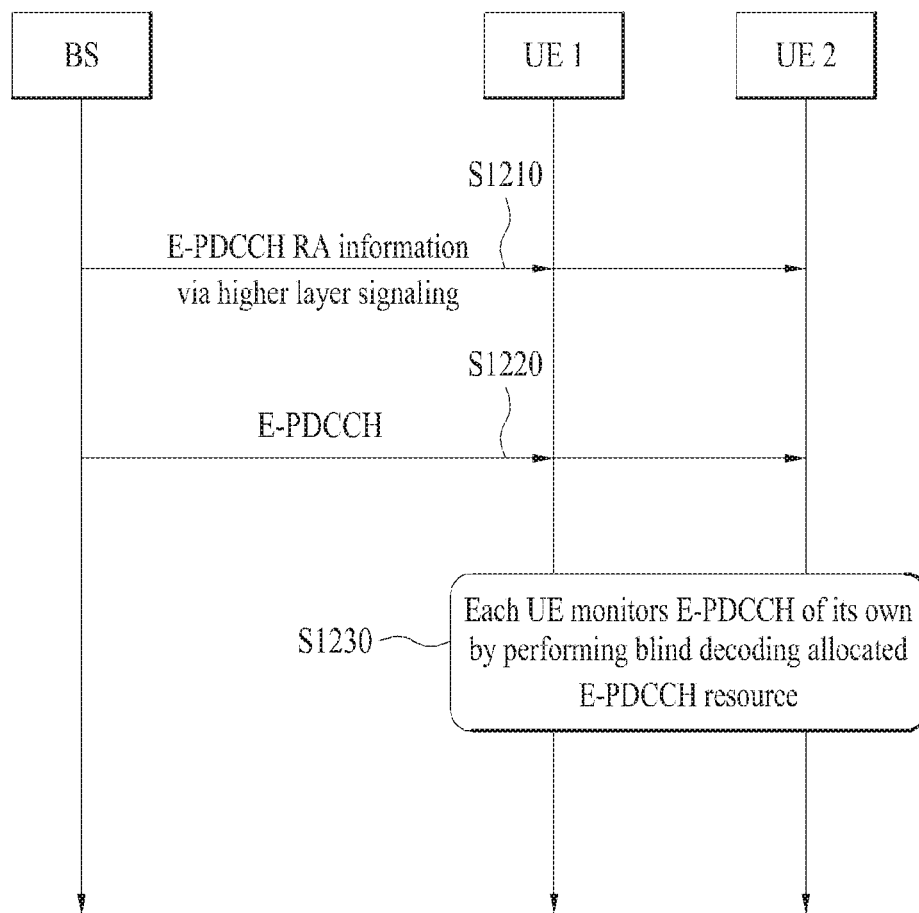 BS
UE 1
UE 2
S1210
E-PDCCH RA information
via higher layer signaling
S1220
E-PDCCH
S1230
Each UE monitors E-PDCCH of its own
by performing blind decoding allocated
E-PDCCH resource